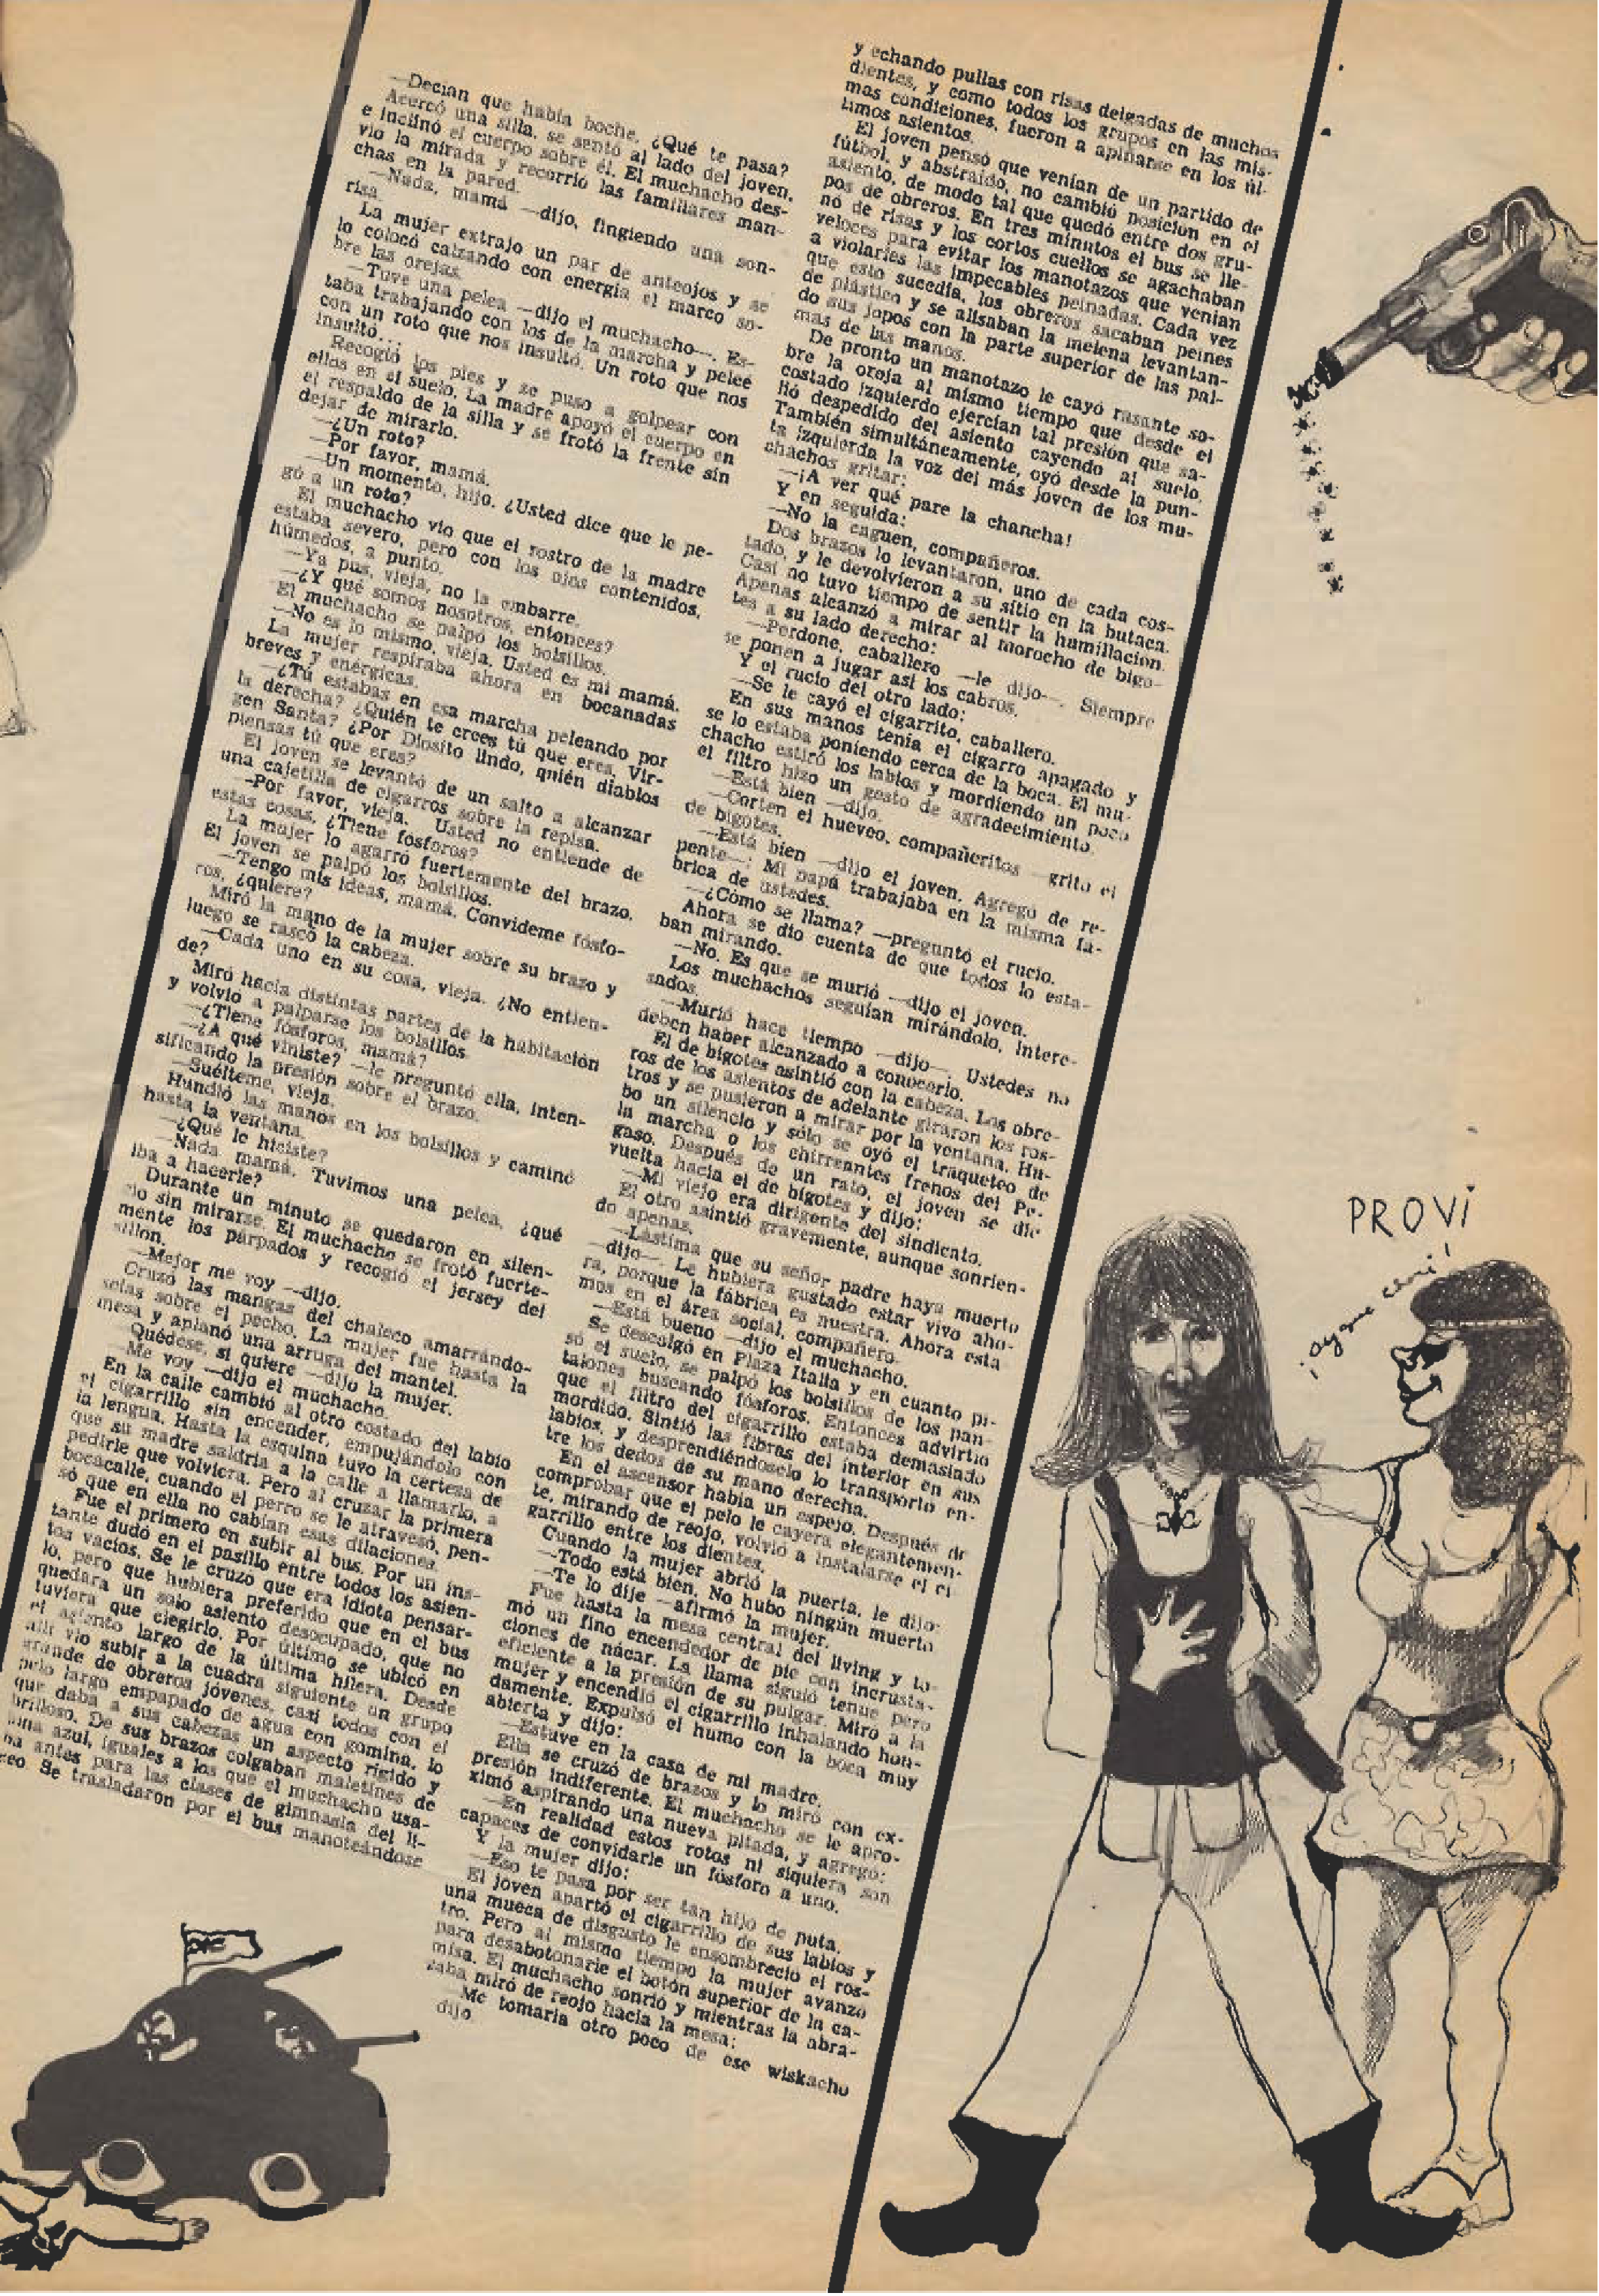 —Decían que había boche. ¿Qué te pasa?
Acercó una silla, se sentó al lado del joven,
e inclinó el cuerpo sobre él. El muchacho des-
vió la mirada y recorrió las familiares man-
chas en la pared.
—Nada, mamá —dijo, fingiendo una son-
risa.
La mujer extrajo un par de anteojos y se
lo colocó calzando con energía el marco so-
bre las orejas.
—Tuve una pelea —dijo el muchacho—. Es-
taba trabajando con los de la marcha y peleé
con un roto que nos insultó. Un roto que nos
insultó...
Recogió los pies y se puso a golpear con
ellos en el suelo. La madre apoyó el cuerpo en
el respaldo de la silla y se frotó la frente sin
dejar de mirarlo.
—¿Un roto?
—Por favor, mamá.
—Un momento, hijo. ¿Usted dice que le pe-
gó a un roto?
El muchacho vio que el rostro de la madre
estaba severo, pero con los ojos contenidos,
húmedos, a punto.
—Ya pus, vieja, no la embarre.
—¿Y qué somos nosotros, entonces?
El muchacho se palpó los bolsillos.
—No es lo mismo, vieja. Usted es mi mamá.
La mujer respiraba ahora en bocanadas
breves y enérgicas.
—¿Tú estabas en esa marcha peleando por
la derecha? ¿Quién te crees tú que eres, Vir-
gen Santa? ¿Por Diosito lindo, quién diablos
piensas tú que eres?
El joven se levantó de un salto a alcanzar
una cajetilla de cigarros sobre la repisa.
—Por favor, vieja. Usted no entiende de
estas cosas. ¿Tiene fósforos?
La mujer lo agarró fuertemente del brazo.
El joven se palpó los bolsillos.
—Tengo mis ideas, mamá. Convídeme fósfo-
ros, ¿quiere?
Miró la mano de la mujer sobre su brazo y
luego se rascó la cabeza.
—Cada uno en su cosa, vieja. ¿No entien-
de?
Miró hacia distintas partes de la habitación
y volvió a palparse los bolsillos.
—¿Tiene fósforos, mamá?
—¿A qué viniste? —le preguntó ella, inten-
sificando la presión sobre el brazo.
—Suélteme, vieja.
Hundió las manos en los bolsillos y caminó
hasta la ventana.
—¿Qué le hiciste?
—Nada mamá. Tuvimos una pelea, ¿qué
iba a hacerle?
Durante un minuto se quedaron en silen-
cio sin mirarse. El muchacho se frotó fuerte-
mente los párpados y recogió el jersey del
sillón.
—Mejor me voy —dijo.
Cruzó las mangas del chaleco amarrándo-
selas sobre el pecho. La mujer fue hasta la
mesa y aplanó una arruga del mantel.
—Quédese, si quiere —dijo la mujer.
—Me voy —dijo el muchacho.
En la calle cambió al otro costado del labio
el cigarrillo sin encender, empujándolo con
la lengua. Hasta la esquina tuvo la certeza de
que su madre saldría a la calle a llamarlo, a
pedirle que volviera. Pero al cruzar la primera
bocacalle, cuando el perro se le atravesó, pen-
só que en ella no cabían esas dilaciones.
Fue el primero en subir al bus. Por un ins-
tante dudó en el pasillo entre todos los asien-
tos vacíos. Se le cruzó que era idiota pensar-
lo, pero que hubiera preferido que en el bus
quedara un solo asiento desocupado, que no
tuviera que elegirlo. Por último se ubicó en
el asiento largo de la última hilera. Desde
allí vio subir a la cuadra siguiente un grupo
grande de obreros jóvenes, casi todos con el
pelo largo empapado de agua con gomina, lo
que daba a sus cabezas un aspecto rígido y
brilloso. De sus brazos colgaban maletines de
lona azul, iguales a los que el muchacho usa-
ba antes para las clases de gimnasia del li-
ceo. Se trasladaron por el bus manoteándose
y echando pullas con risas delgadas de muchos
dientes, y como todos los grupos en las mis-
mas condiciones, fueron a apiñarse en los úl-
timos asientos.
El joven pensó que venían de un partido de
fútbol, y abstraído, no cambió posición en el
asiento, de modo tal que quedó entre dos gru-
pos de obreros. En tres minutos el bus se lle-
nó de risas y los cortos cuellos se agachaban
veloces para evitar los manotazos que venían
a violarles las impecables peinadas. Cada vez
que esto sucedía, los obreros sacaban peines
de plástico y se alisaban la melena levantan-
do sus jopos con la parte superior de las pal-
mas de las manos.
De pronto un manotazo le cayó rasante so-
bre la oreja al mismo tiempo que desde el
costado izquierdo ejercían tal presión que sa-
lió despedido del asiento cayendo al suelo.
También simultáneamente, oyó desde la pun-
ta izquierda la voz del más joven de los mu-
chachos gritar:
—¡A ver qué pare la chancha!
Y en seguida:
—No la caguen, compañeros.
Dos brazos lo levantaron, uno de cada cos-
tado, y le devolvieron a su sitio en la butaca.
Casi no tuvo tiempo de sentir la humillación.
Apenas alcanzó a mirar al morocho de bigo-
tes a su lado derecho:
—Perdone, caballero —le dijo—. Siempre
se ponen a jugar así los cabros.
Y el rucio del otro lado:
—Se le cayó el cigarrito, caballero.
En sus manos tenía el cigarro apagado y
se lo estaba poniendo cerca de la boca. El mu-
chacho estiró los labios y mordiendo un poco
el filtro hizo un gesto de agradecimiento.
—Está bien —dijo.
—Corten el hueveo, compañeritos —gritó el
de bigotes.
—Está bien —dijo el joven. Agregó de re-
pente—: Mi papá trabajaba en la misma fá-
brica de ustedes.
—¿Cómo se llama? —preguntó el rucio.
Ahora se dio cuenta de que todos lo esta-
ban mirando.
—No. Es que se murió —dijo el joven.
Los muchachos seguían mirándolo, intere-
sados.
—Murió hace tiempo —dijo—. Ustedes no
deben haber alcanzado a conocerlo.
El de bigotes asintió con la cabeza. Los obre-
ros de los asientos de adelante giraron los ros-
tros y se pusieron a mirar por la ventana. Hu-
bo un silencio y sólo se oyó el traqueteo de
la marcha o los chirreantes frenos del Pe-
gaso. Después de un rato, el joven se dio
vuelta hacia el de bigotes y dijo:
—Mi viejo era dirigente del sindicato.
El otro asintió gravemente, aunque sonrien-
do apenas.
—Lástima que su señor padre haya muerto
—dijo—. Le hubiera gustado estar vivo aho-
ra, porque la fábrica es nuestra. Ahora esta
mos en el área social, compañero.
—Está bueno —dijo el muchacho.
Se descolgó en Plaza Italia y en cuanto pi-
só el suelo, se palpó los bolsillos de los pan-
talones buscando fósforos. Entonces advirtió
que el filtro del cigarrillo estaba demasiado
mordido. Sintió las fibras del interior en sus
labios, y desprendiéndoselo lo transportó en-
tre los dedos de su mano derecha.
En el ascensor había un espejo. Después de
comprobar que el pelo le cayera elegantemen-
te, mirando de reojo, volvió a instalarse el ci
garrillo entre los dientes.
Cuando la mujer abrió la puerta, le dijo:
—Todo está bien. No hubo ningún muerto
—Te lo dije —afirmó la mujer.
Fue hasta la mesa central del living y to-
mó un fino encendedor de pie con incrusta-
ciones de nácar. La llama siguió tenue pero
eficiente a la presión de su pulgar. Miró a la
mujer y encendió el cigarrillo inhalando hon-
damente. Expulsó el humo con la boca muy
abierta y dijo:
—Estuve en la casa de mi madre.
Ella se cruzó de brazos y lo miró con ex-
presión indiferente. El muchacho se le apro-
ximó aspirando una nueva pitada, y agregó:
—En realidad estos rotos ni siquiera son
capaces de convidarle un fósforo a uno.
Y la mujer dijo:
—Eso te pasa por ser tan hijo de puta.
El joven apartó el cigarrillo de sus labios y
una mueca de disgusto le ensombreció el ros-
tro. Pero al mismo tiempo la mujer avanzó
para desabotonarle el botón superior de la ca-
misa. El muchacho sonrió y mientras la abra-
zaba miró de reojo hacia la mesa:
Me tomaría otro poco de ese wiskacho
dijo
PROVI